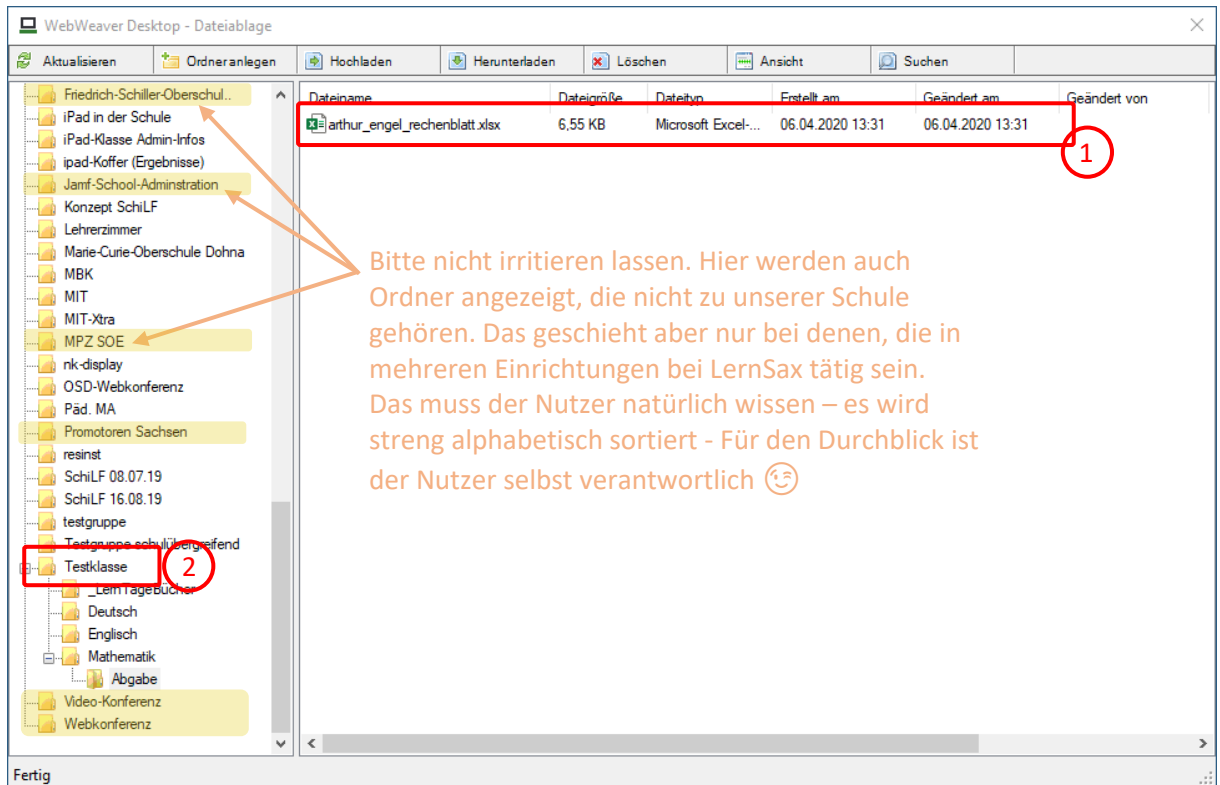 WebWeaver Desktop - Dateiablage
Aktualisieren Ordner anlegen Hochladen Herunterladen Löschen Ansicht Suchen
Friedrich-Schiller-Oberschul..
iPad in der Schule
iPad-Klasse Admin-Infos
ipad-Koffer (Ergebnisse)
Jamf-School-Adminstration
Konzept SchiLF
Lehrerzimmer
Marie-Curie-Oberschule Dohna
MBK
MIT
MIT-Xtra
MPZ SOE
nk-display
OSD-Webkonferenz
Päd. MA
Promotoren Sachsen
resinst
SchiLF 08.07.19
SchiLF 16.08.19
testgruppe
Testgruppe schulübergreifend
Testklasse
2
_LernTageBücher
Deutsch
Englisch
Mathematik
Abgabe
Video-Konferenz
Webkonferenz
Dateiname Dateigröße Dateityp Erstellt am Geändert am Geändert von
arthur_engel_rechenblatt.xlsx 6,55 KB Microsoft Excel-... 06.04.2020 13:31 06.04.2020 13:31
1
Bitte nicht irritieren lassen. Hier werden auch
Ordner angezeigt, die nicht zu unserer Schule
gehören. Das geschieht aber nur bei denen, die in
mehreren Einrichtungen bei LernSax tätig sein.
Das muss der Nutzer natürlich wissen – es wird
streng alphabetisch sortiert - Für den Durchblick ist
der Nutzer selbst verantwortlich 😉
Fertig